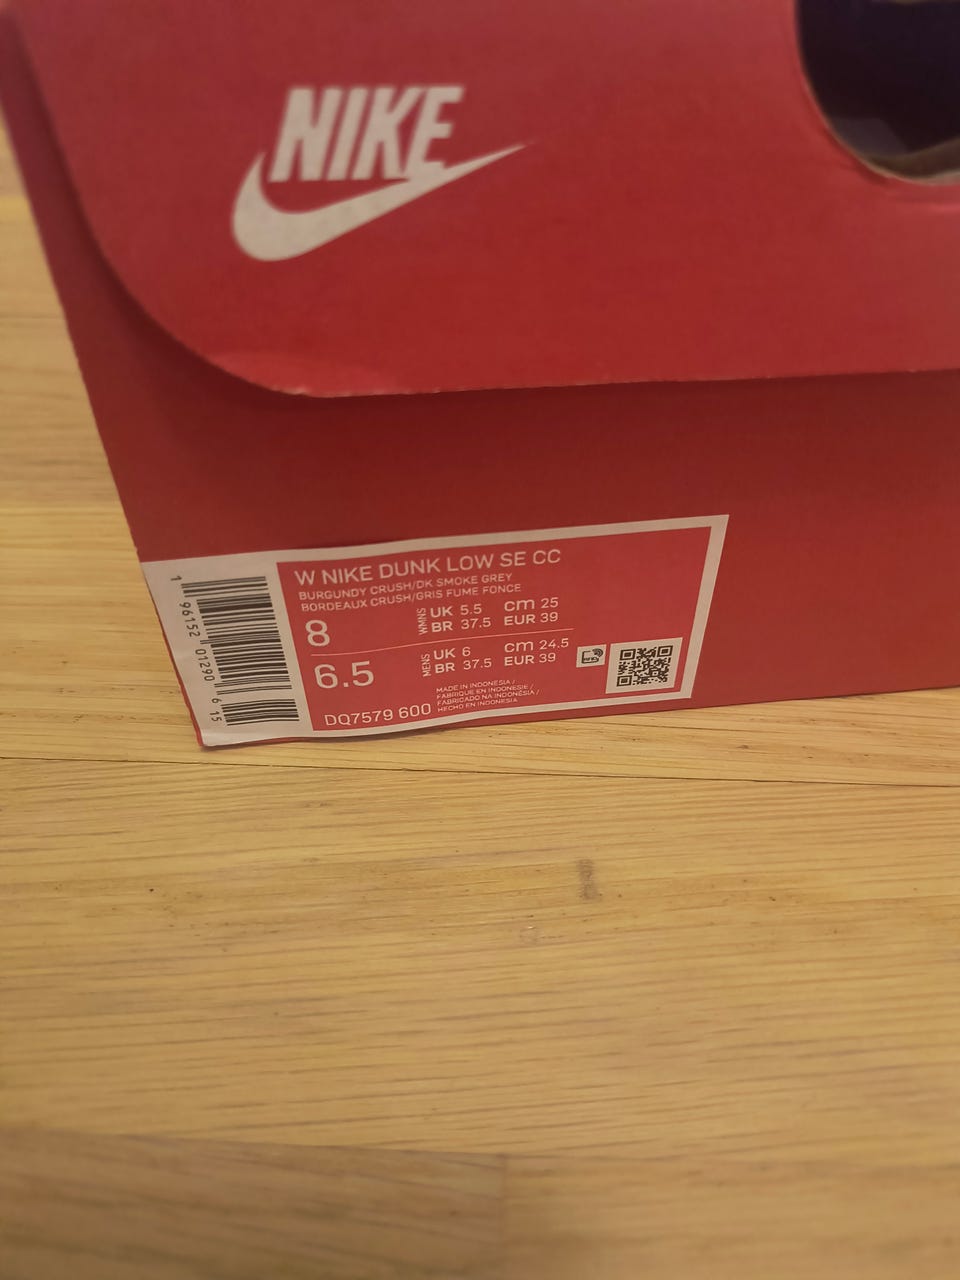 NIKE
W NIKE DUNK LOW SE CC
BURGUNDY CRUSH/DK SMOKE GREY
BORDEAUX CRUSH/GRIS FUME FONCE
8 WMNS UK 5.5 cm 25
BR 37.5 EUR 39
6.5 MENS UK 6 cm 24.5
BR 37.5 EUR 39
MADE IN INDONESIA /
FABRIQUE EN INDONESIE /
FABRICADO NA INDONÉSIA /
HECHO EN INDONESIA
DQ7579 600
1 96152 01290 6 15